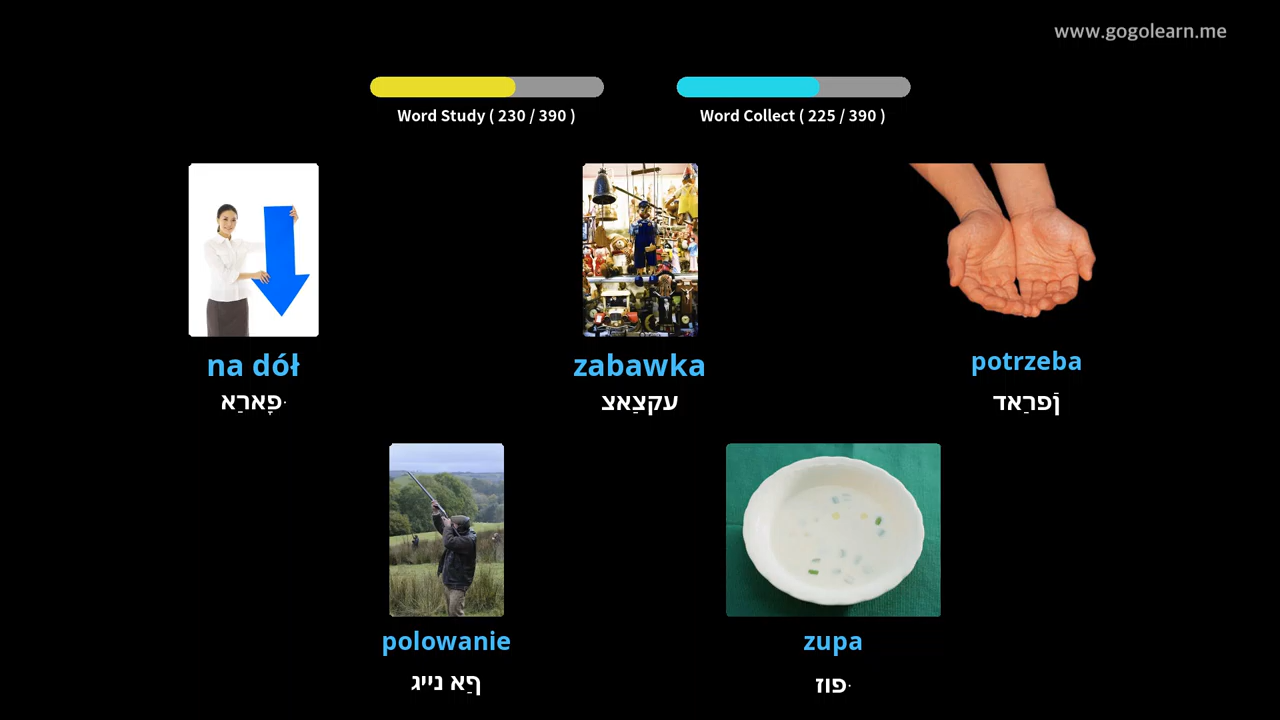 www.gogolearn.me
Word Study ( 230 / 390 ) Word Collect ( 225 / 390 )
na dół zabawka potrzeba
ּפָארַא עקצַאצ ןֿפרַאד
polowanie zupa
ףַא נייג ּפוז